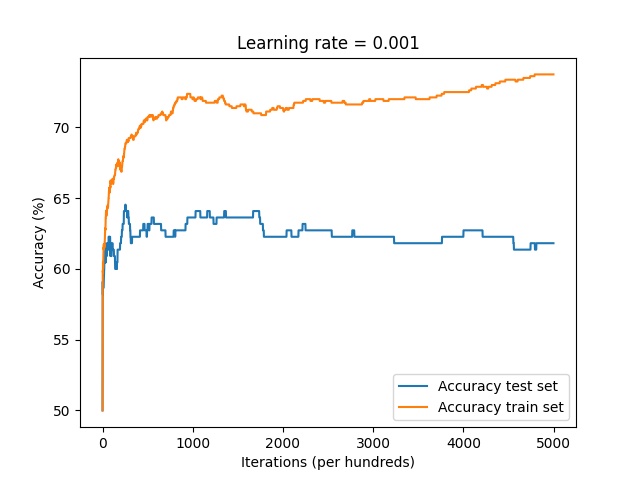 Learning rate = 0.001
Accuracy (%)
70
65
60
55
50
Accuracy test set
Accuracy train set
0 1000 2000 3000 4000 5000
Iterations (per hundreds)